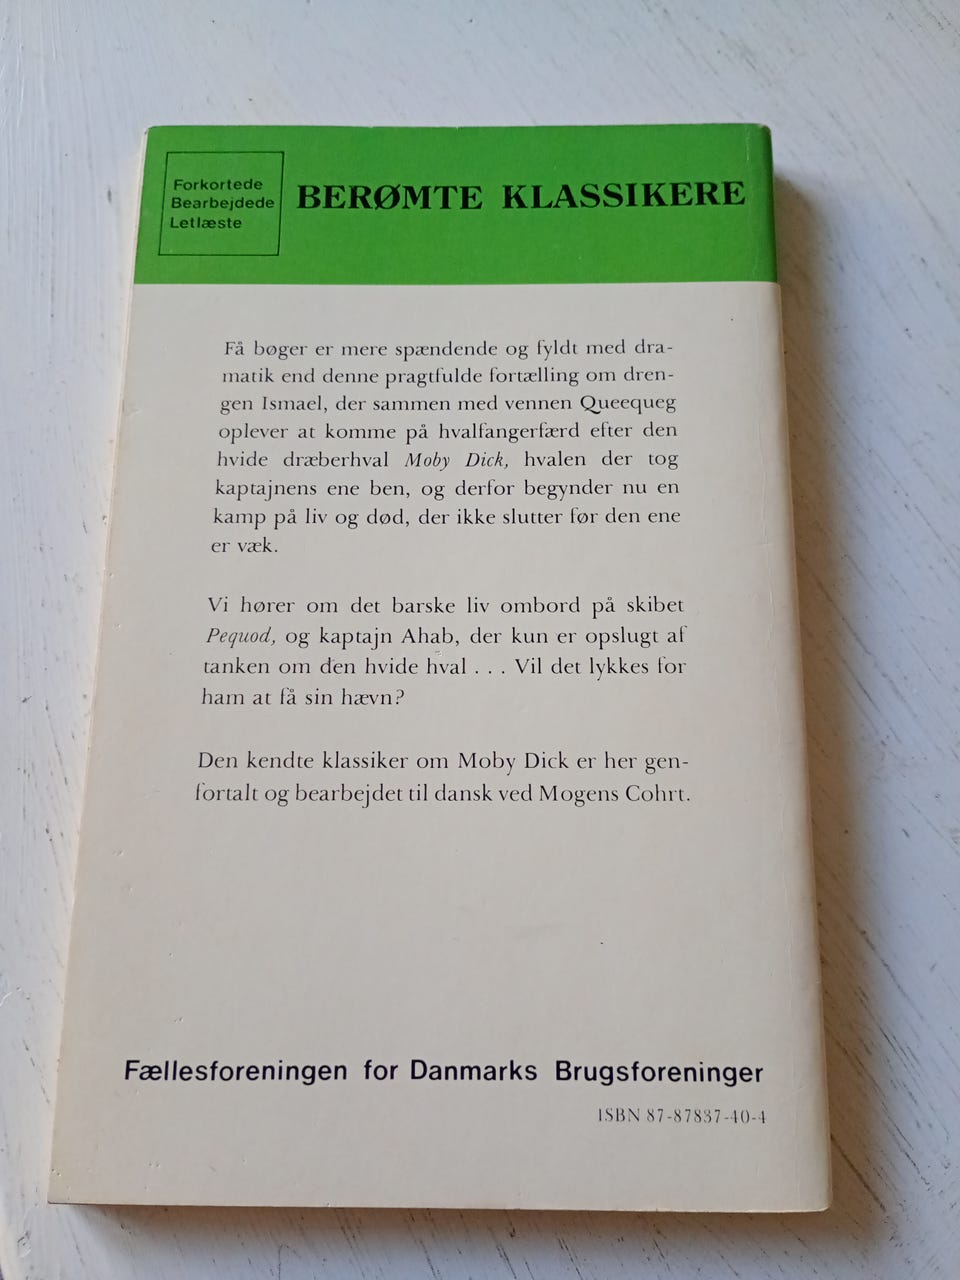 Forkortede
Bearbejdede
Letlæste
BERØMTE KLASSIKERE
Få bøger er mere spændende og fyldt med dra-
matik end denne pragtfulde fortælling om dren-
gen Ismael, der sammen med vennen Queequeg
oplever at komme på hvalfangerfærd efter den
hvide dræberhval Moby Dick, hvalen der tog
kaptajnens ene ben, og derfor begynder nu en
kamp på liv og død, der ikke slutter før den ene
er væk.
Vi hører om det barske liv ombord på skibet
Pequod, og kaptajn Ahab, der kun er opslugt af
tanken om den hvide hval . . . Vil det lykkes for
ham at få sin hævn?
Den kendte klassiker om Moby Dick er her gen-
fortalt og bearbejdet til dansk ved Mogens Cohrt.
Fællesforeningen for Danmarks Brugsforeninger
ISBN 87-87837-40-4